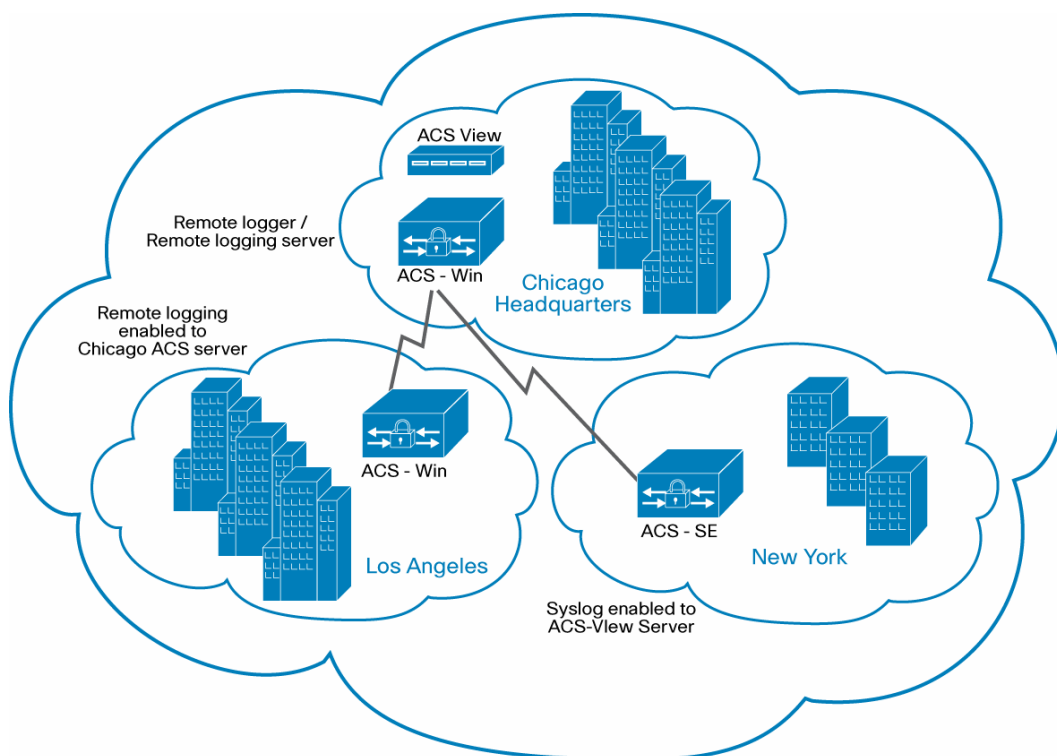 ACS View
Remote logger /
Remote logging server
ACS - Win
Chicago
Headquarters
Remote logging
enabled to
Chicago ACS server
ACS - Win
Los Angeles
ACS - SE
New York
Syslog enabled to
ACS-VIew Server